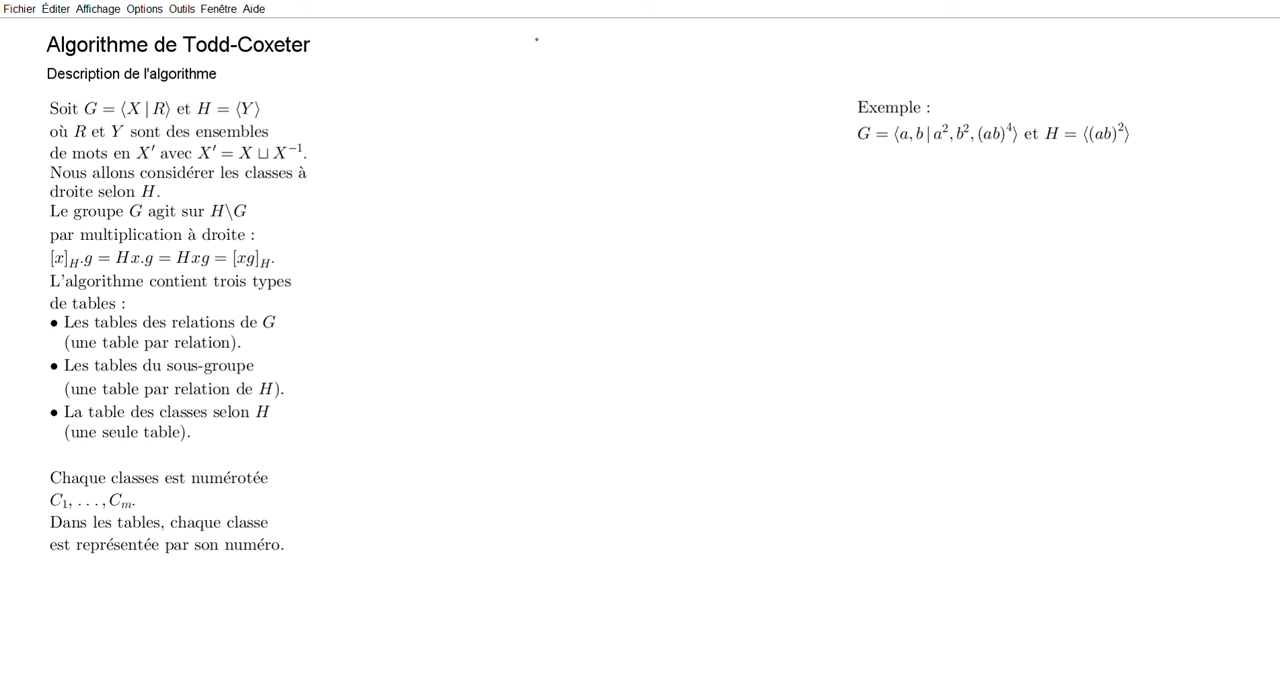 Fichier Éditer Affichage Options Outils Fenêtre Aide
Algorithme de Todd-Coxeter
Description de l'algorithme
Soit G = ⟨X | R⟩ et H = ⟨Y⟩
où R et Y sont des ensembles
de mots en X′ avec X′ = X ⊔ X⁻¹.
Nous allons considérer les classes à
droite selon H.
Le groupe G agit sur H\G
par multiplication à droite :
[x]_H.g = Hx.g = Hxg = [xg]_H.
L'algorithme contient trois types
de tables :
• Les tables des relations de G
(une table par relation).
• Les tables du sous-groupe
(une table par relation de H).
• La table des classes selon H
(une seule table).
Chaque classes est numérotée
C₁, . . . , Cₘ.
Dans les tables, chaque classe
est représentée par son numéro.
Exemple :
G = ⟨a, b | a², b², (ab)⁴⟩ et H = ⟨(ab)²⟩